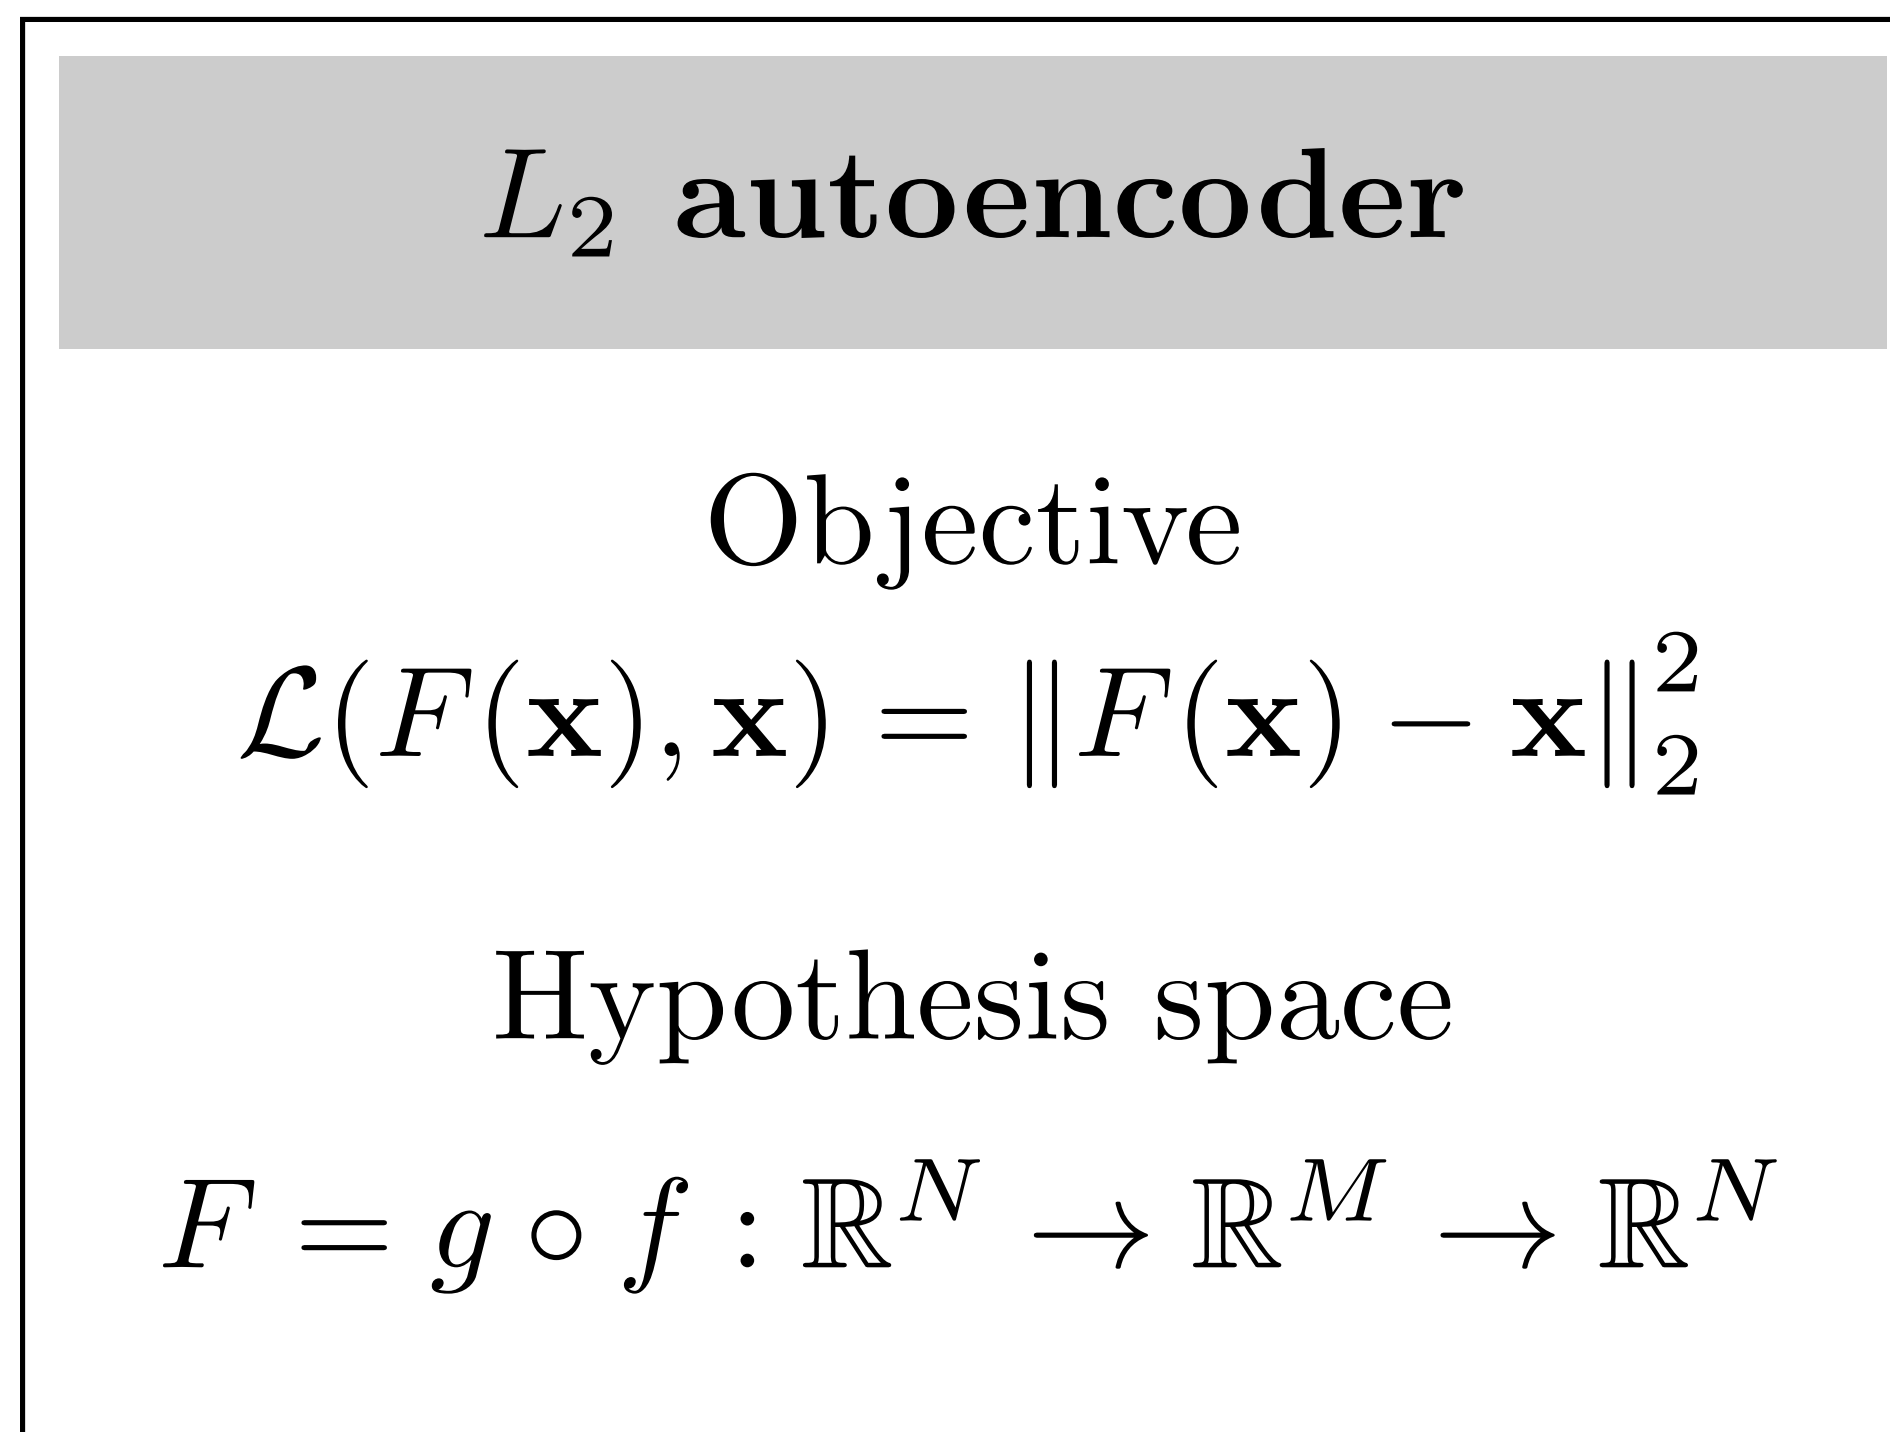 L₂ autoencoder
Objective
ℒ(F(𝐱), 𝐱) = ‖F(𝐱) − 𝐱‖₂²
Hypothesis space
F = g ∘ f : ℝᴺ → ℝᴹ → ℝᴺ